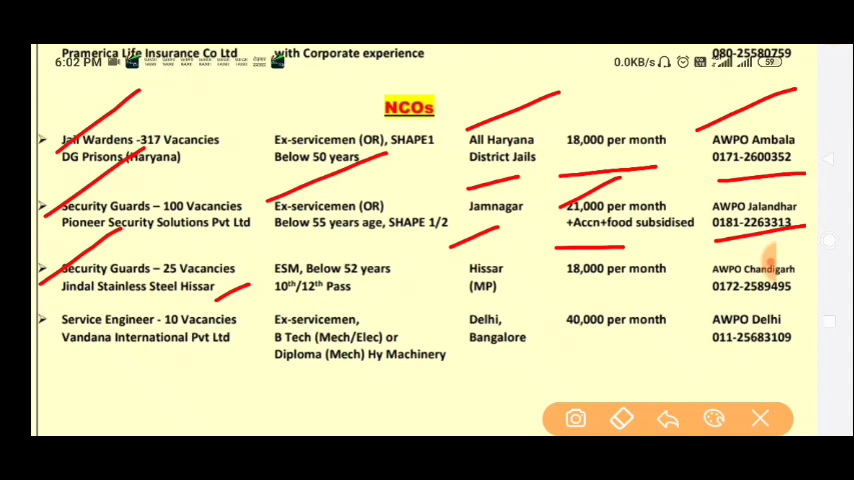 Pramerica Life Insurance Co Ltd with Corporate experience 080-25580759
6:02 PM 0.0KB/s 59
NCOs
Jail Wardens -317 Vacancies Ex-servicemen (OR), SHAPE1 All Haryana 18,000 per month AWPO Ambala
DG Prisons (Haryana) Below 50 years District Jails 0171-2600352
Security Guards – 100 Vacancies Ex-servicemen (OR) Jamnagar 21,000 per month AWPO Jalandhar
Pioneer Security Solutions Pvt Ltd Below 55 years age, SHAPE 1/2 +Accn+food subsidised 0181-2263313
Security Guards – 25 Vacancies ESM, Below 52 years Hissar 18,000 per month AWPO Chandigarh
Jindal Stainless Steel Hissar 10th/12th Pass (MP) 0172-2589495
Service Engineer - 10 Vacancies Ex-servicemen, Delhi, 40,000 per month AWPO Delhi
Vandana International Pvt Ltd B Tech (Mech/Elec) or Bangalore 011-25683109
Diploma (Mech) Hy Machinery